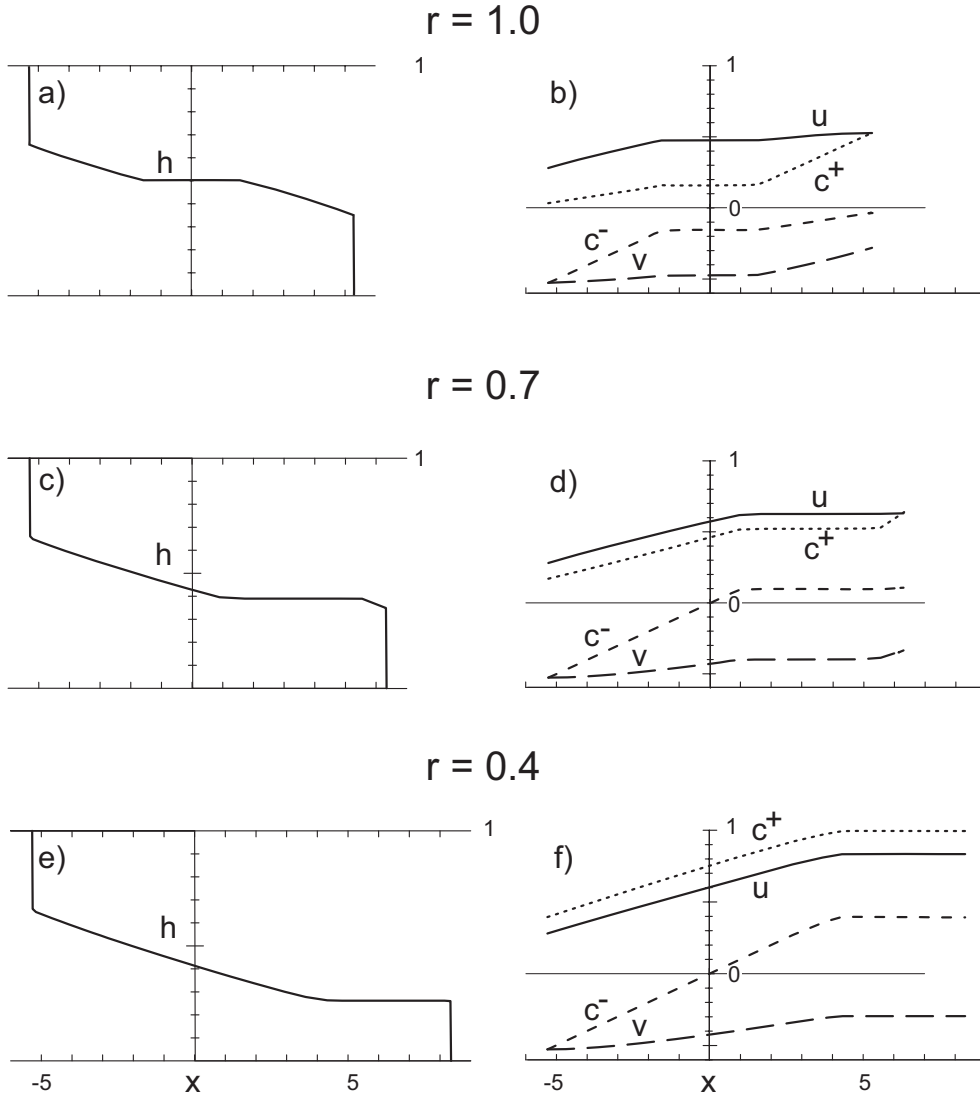 r = 1.0
a)
h
1
b)
1
u
c+
0
c-
v
r = 0.7
c)
h
1
d)
1
u
c+
0
c-
v
r = 0.4
e)
h
1
f)
1
c+
u
0
c-
v
-5 x 5
-5 x 5